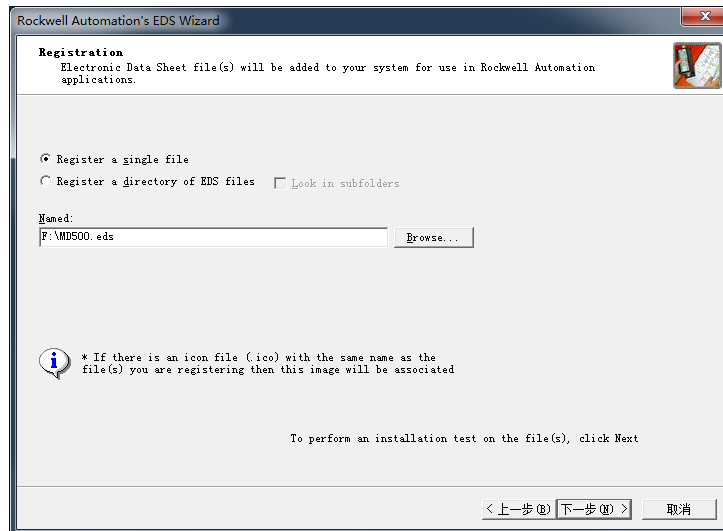 Rockwell Automation's EDS Wizard
Registration
Electronic Data Sheet file(s) will be added to your system for use in Rockwell Automation
applications.
Register a single file
Register a directory of EDS files Look in subfolders
Named:
F:\MD500.eds Browse...
* If there is an icon file (.ico) with the same name as the
file(s) you are registering then this image will be associated
To perform an installation test on the file(s), click Next
< 上一步(B) 下一步(N) > 取消